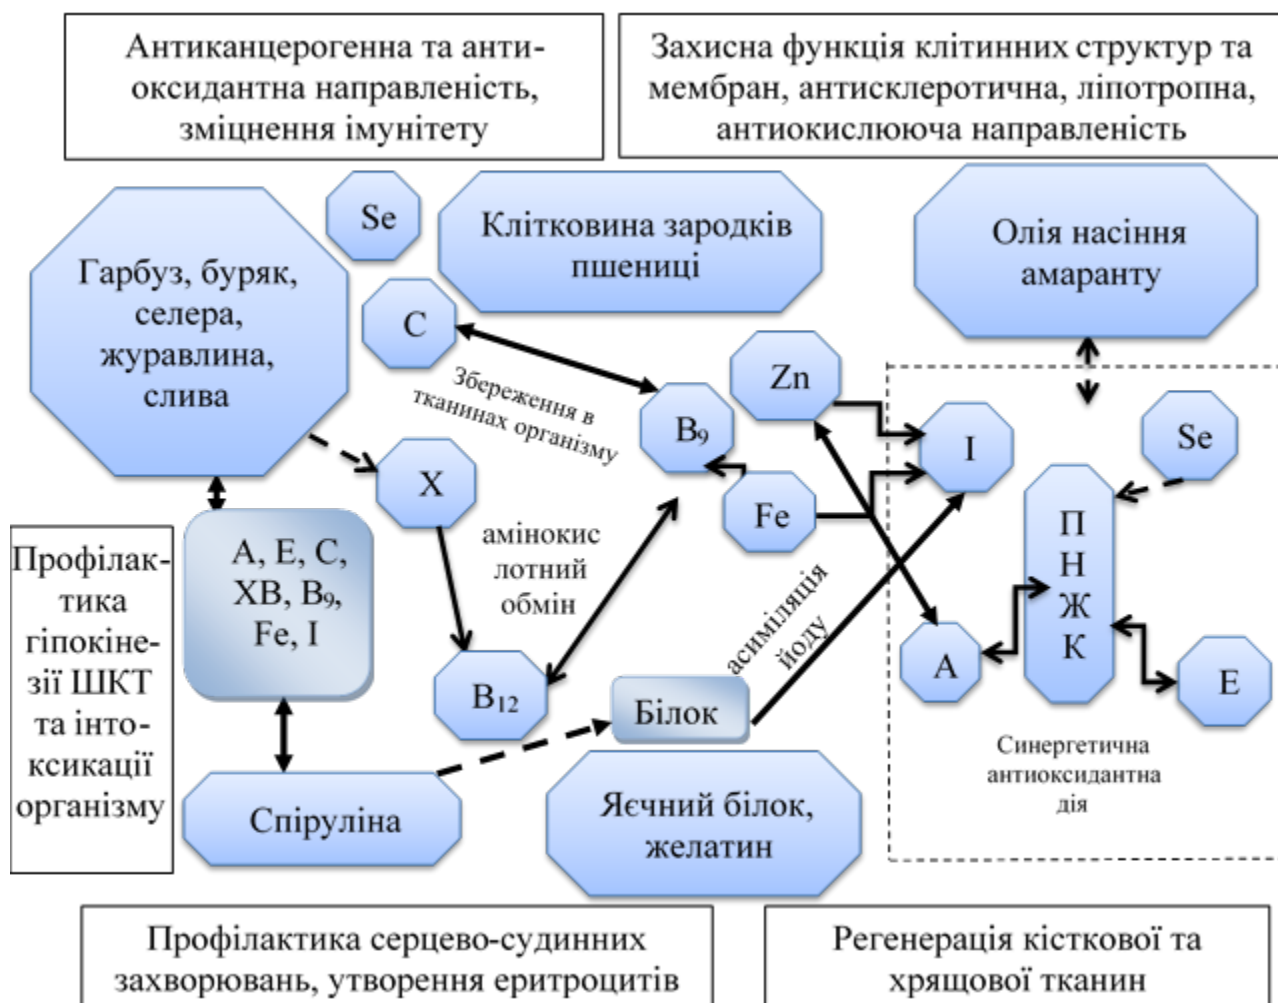 Антиканцерогенна та анти-
оксидантна направленість,
зміцнення імунітету
Захисна функція клітинних структур та
мембран, антисклеротична, ліпотропна,
антиокислююча направленість
Гарбуз, буряк,
селера,
журавлина,
слива
Se
Клітковина зародків
пшениці
Олія насіння
амаранту
C
Збереження в
тканинах організму
B₉
Zn
I
Se
X
Fe
П
Н
Ж
К
амінокис
лотний
обмін
Профілак-
тика
гіпокіне-
зії ШКТ
та інто-
ксикації
організму
A, E, C,
XB, B₉,
Fe, I
асиміляція
йоду
A
E
B₁₂
Білок
Синергетична
антиоксидантна
дія
Спіруліна
Яєчний білок,
желатин
Профілактика серцево-судинних
захворювань, утворення еритроцитів
Регенерація кісткової та
хрящової тканин